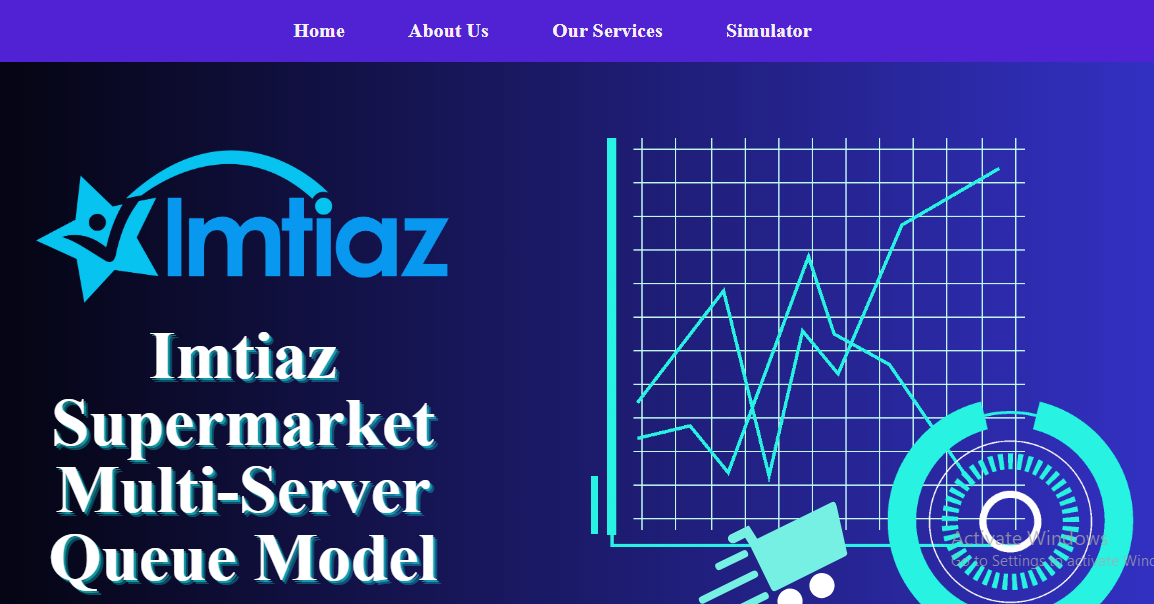 Home About Us Our Services Simulator
Imtiaz
Imtiaz
Supermarket
Multi-Server
Queue Model
Activate Windows
Go to Settings to activate Wind